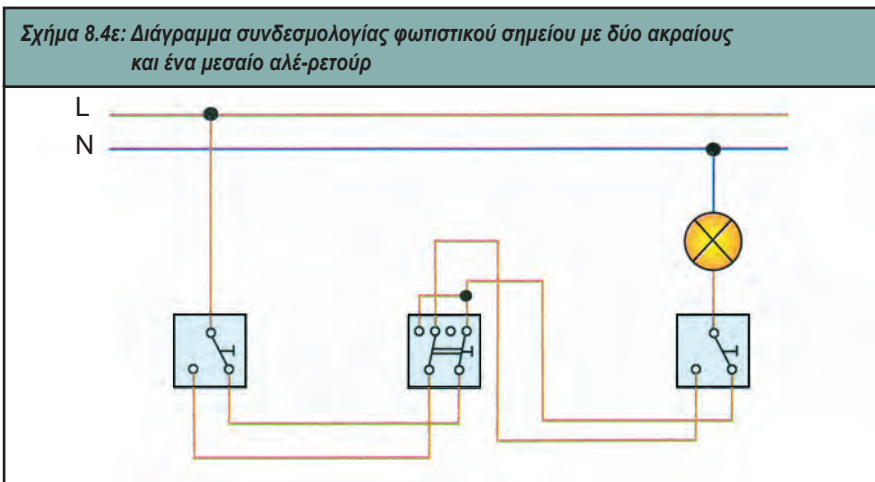 Σχήμα 8.4ε: Διάγραμμα συνδεσμολογίας φωτιστικού σημείου με δύο ακραίους
και ένα μεσαίο αλέ-ρετούρ
L
N